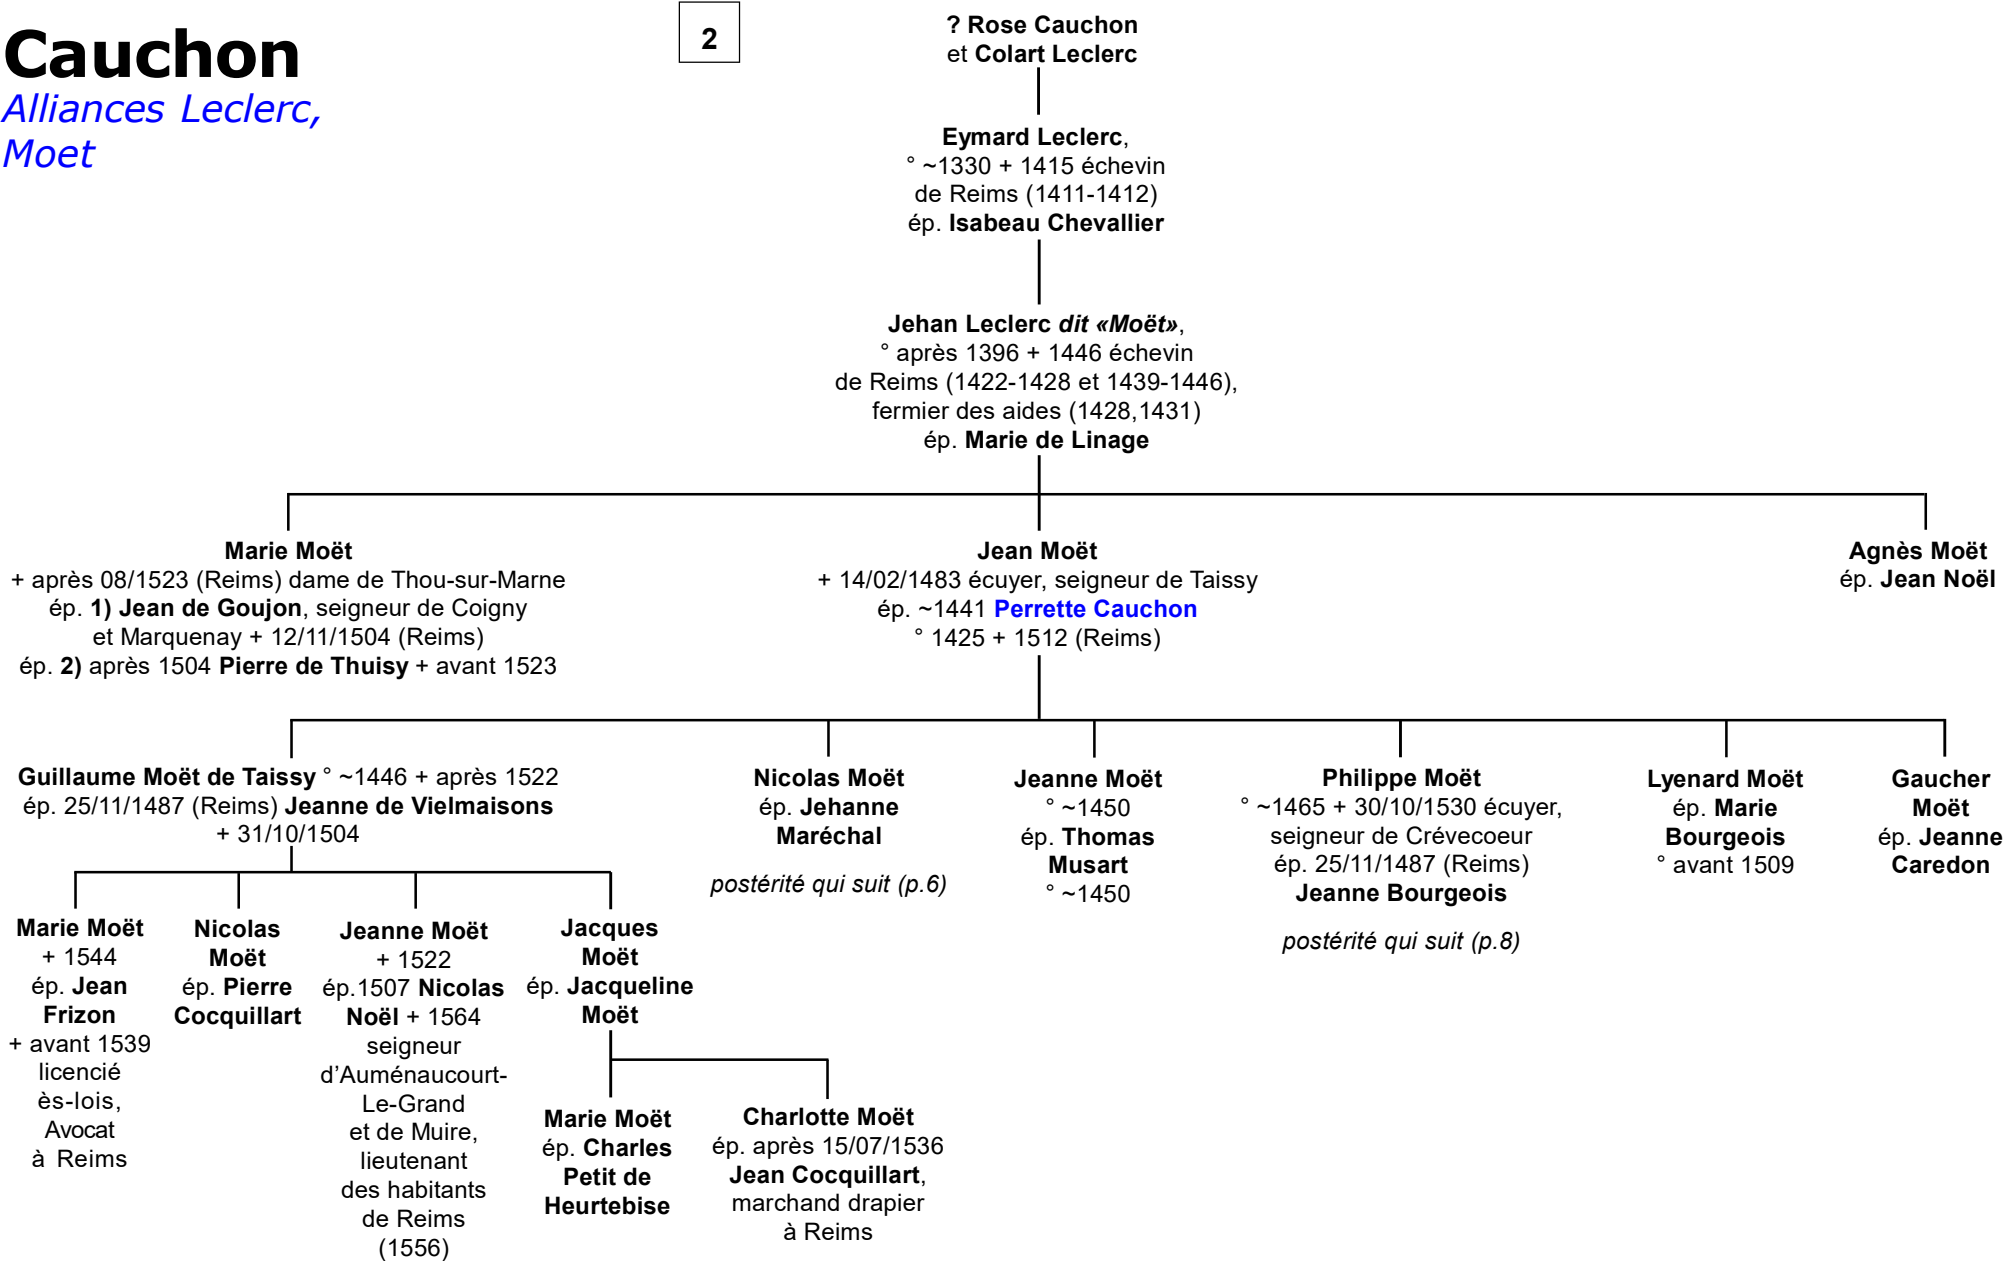 Cauchon
Alliances Leclerc,
Moet
2
? Rose Cauchon
et Colart Leclerc
Eymard Leclerc,
° ~1330 + 1415 échevin
de Reims (1411-1412)
ép. Isabeau Chevallier
Jehan Leclerc dit «Moët»,
° après 1396 + 1446 échevin
de Reims (1422-1428 et 1439-1446),
fermier des aides (1428,1431)
ép. Marie de Linage
Marie Moët
+ après 08/1523 (Reims) dame de Thou-sur-Marne
ép. 1) Jean de Goujon, seigneur de Coigny
et Marquenay + 12/11/1504 (Reims)
ép. 2) après 1504 Pierre de Thuisy + avant 1523
Jean Moët
+ 14/02/1483 écuyer, seigneur de Taissy
ép. ~1441 Perrette Cauchon
° 1425 + 1512 (Reims)
Agnès Moët
ép. Jean Noël
Guillaume Moët de Taissy ° ~1446 + après 1522
ép. 25/11/1487 (Reims) Jeanne de Vielmaisons
+ 31/10/1504
Nicolas Moët
ép. Jehanne
Maréchal
postérité qui suit (p.6)
Jeanne Moët
° ~1450
ép. Thomas
Musart
° ~1450
Philippe Moët
° ~1465 + 30/10/1530 écuyer,
seigneur de Crévecoeur
ép. 25/11/1487 (Reims)
Jeanne Bourgeois
postérité qui suit (p.8)
Lyenard Moët
ép. Marie
Bourgeois
° avant 1509
Gaucher
Moët
ép. Jeanne
Caredon
Marie Moët
+ 1544
ép. Jean
Frizon
+ avant 1539
licencié
ès-lois,
Avocat
à Reims
Nicolas
Moët
ép. Pierre
Cocquillart
Jeanne Moët
+ 1522
ép.1507 Nicolas
Noël + 1564
seigneur
d’Auménaucourt-
Le-Grand
et de Muire,
lieutenant
des habitants
de Reims
(1556)
Jacques
Moët
ép. Jacqueline
Moët
Marie Moët
ép. Charles
Petit de
Heurtebise
Charlotte Moët
ép. après 15/07/1536
Jean Cocquillart,
marchand drapier
à Reims